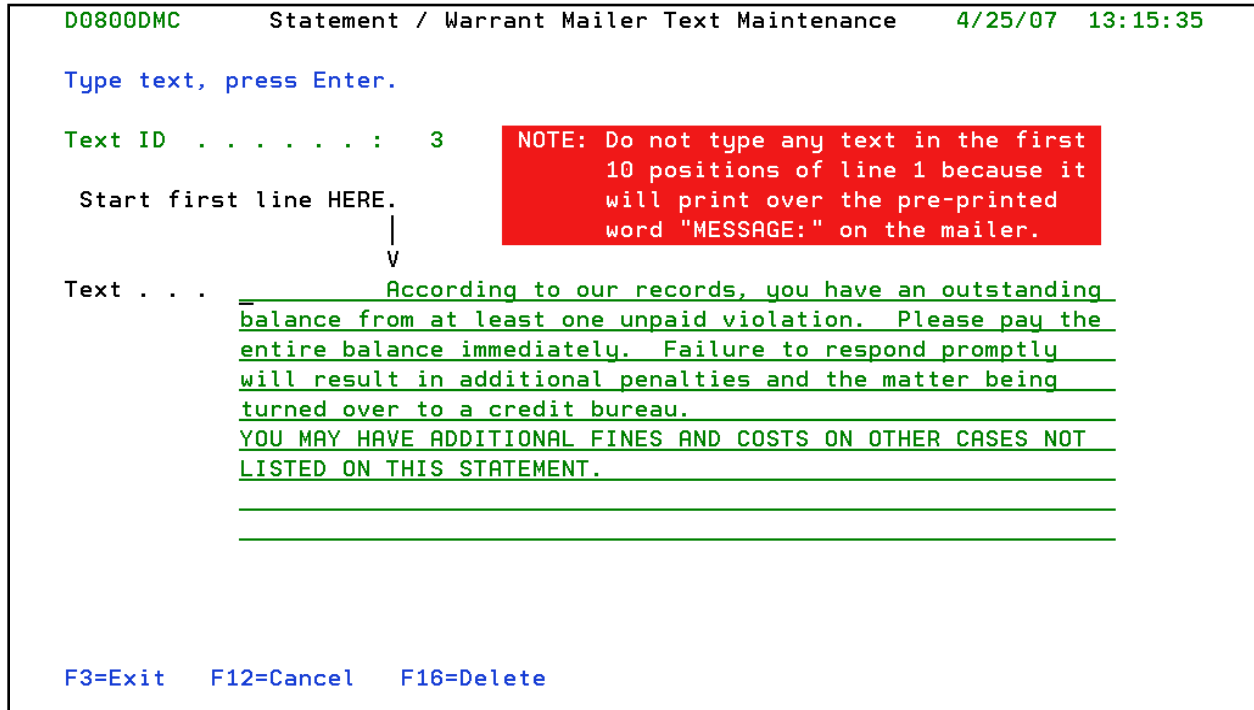 D0800DMC      Statement / Warrant Mailer Text Maintenance    4/25/07  13:15:35
Type text, press Enter.
Text ID  . . . . . . :   3     NOTE: Do not type any text in the first
10 positions of line 1 because it
Start first line HERE.              will print over the pre-printed
|              word "MESSAGE:" on the mailer.
V
Text . . .  _         According to our records, you have an outstanding
balance from at least one unpaid violation.  Please pay the
entire balance immediately.  Failure to respond promptly
will result in additional penalties and the matter being
turned over to a credit bureau.
YOU MAY HAVE ADDITIONAL FINES AND COSTS ON OTHER CASES NOT
LISTED ON THIS STATEMENT.
F3=Exit   F12=Cancel   F16=Delete